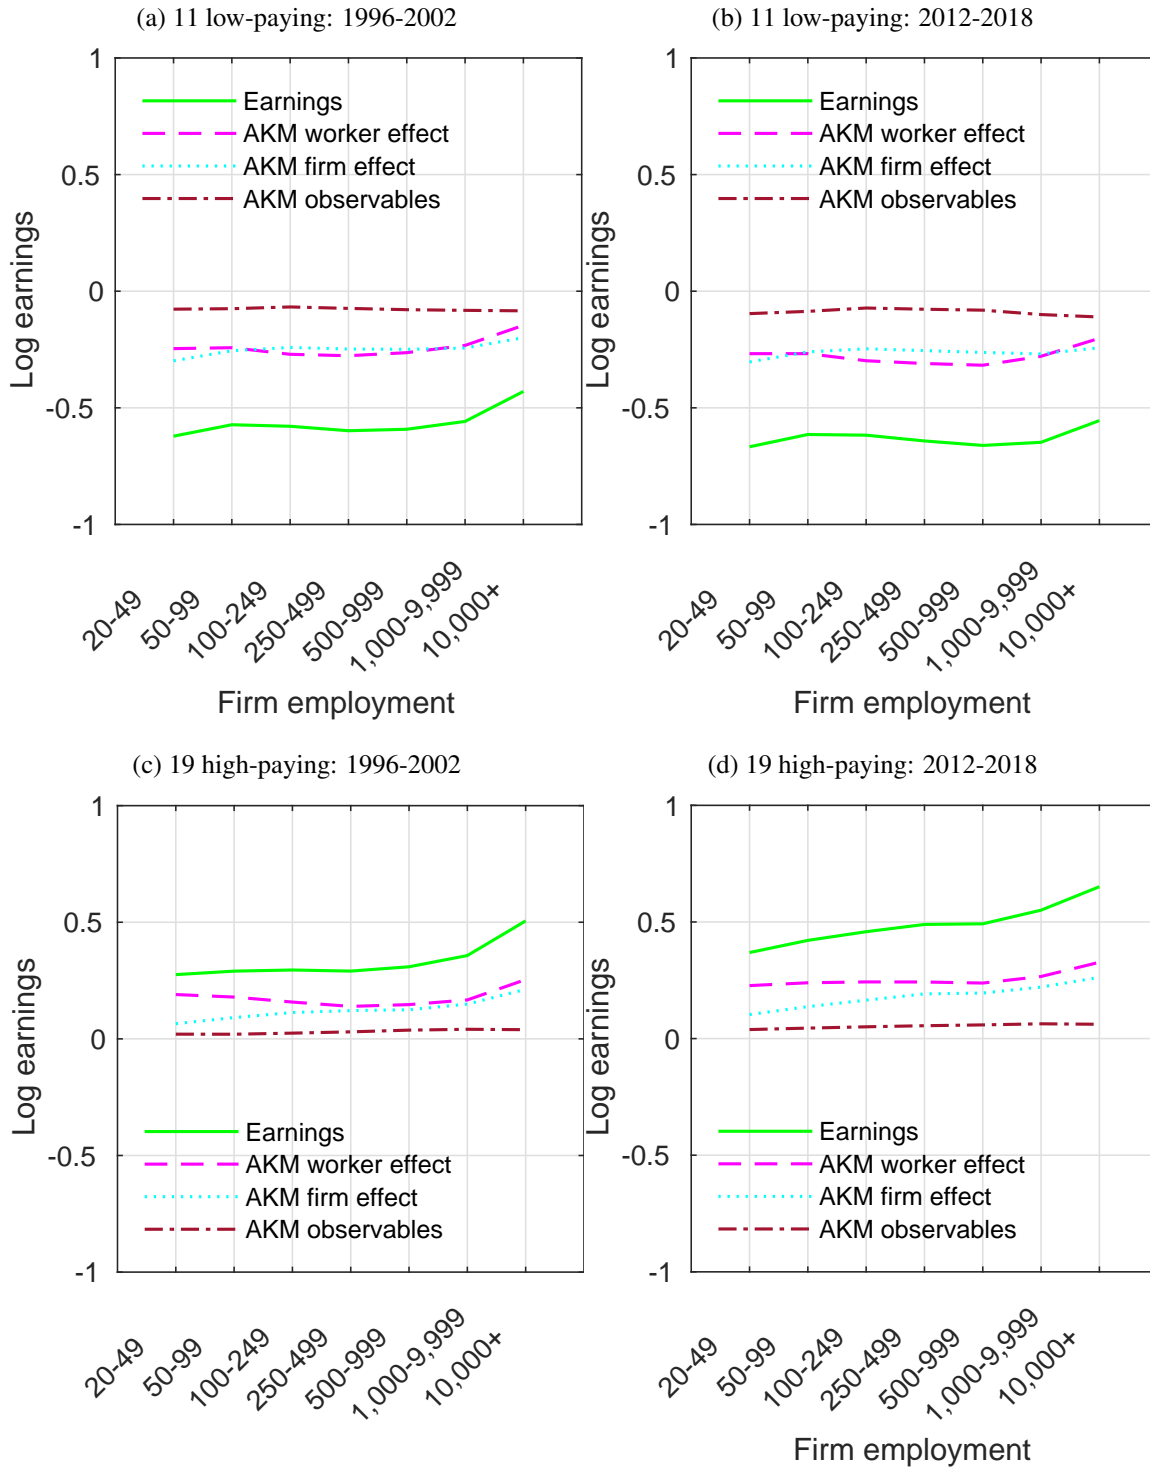 (a) 11 low-paying: 1996-2002
1
0.5
0
-0.5
-1
Log earnings
Earnings
AKM worker effect
AKM firm effect
AKM observables
20-49
50-99
100-249
250-499
500-999
1,000-9,999
10,000+
Firm employment
(b) 11 low-paying: 2012-2018
1
0.5
0
-0.5
-1
Log earnings
Earnings
AKM worker effect
AKM firm effect
AKM observables
20-49
50-99
100-249
250-499
500-999
1,000-9,999
10,000+
Firm employment
(c) 19 high-paying: 1996-2002
1
0.5
0
-0.5
-1
Log earnings
Earnings
AKM worker effect
AKM firm effect
AKM observables
20-49
50-99
100-249
250-499
500-999
1,000-9,999
10,000+
(d) 19 high-paying: 2012-2018
1
0.5
0
-0.5
-1
Log earnings
Earnings
AKM worker effect
AKM firm effect
AKM observables
20-49
50-99
100-249
250-499
500-999
1,000-9,999
10,000+
Firm employment